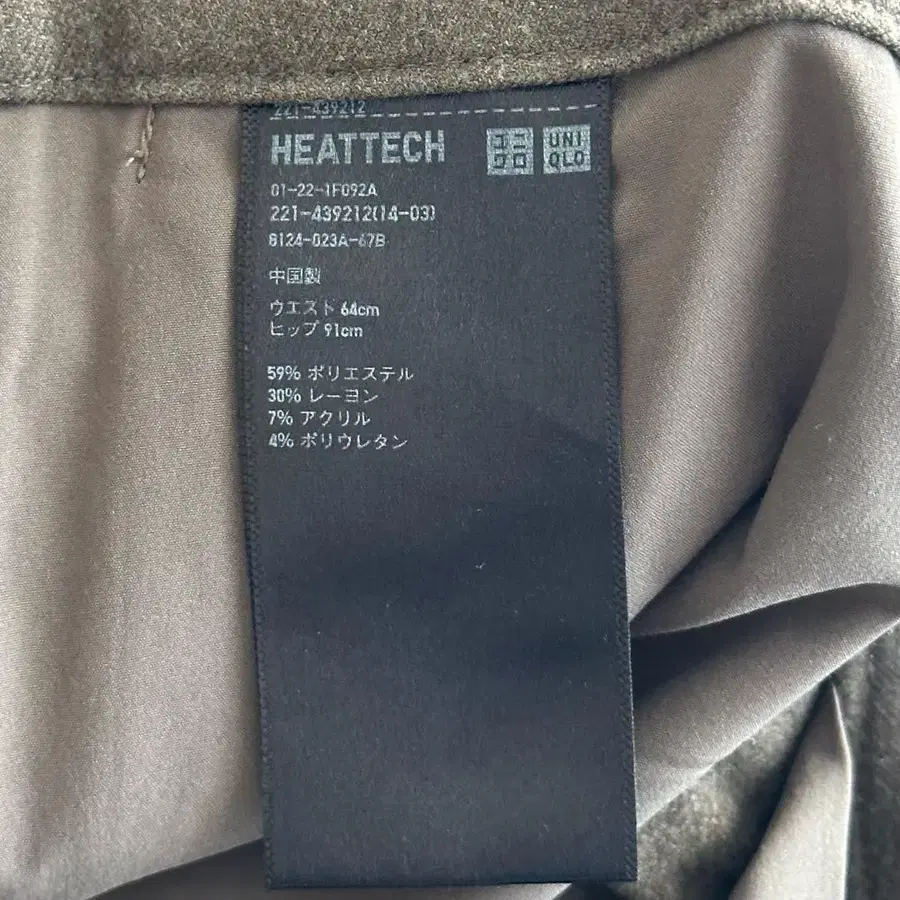 221-439212
HEATTECH
ユニクロ
UNI
QLO
01-22-1F092A
221-439212(14-03)
8124-023A-67B
中国製
ウエスト 64cm
ヒップ 91cm
59% ポリエステル
30% レーヨン
7% アクリル
4% ポリウレタン